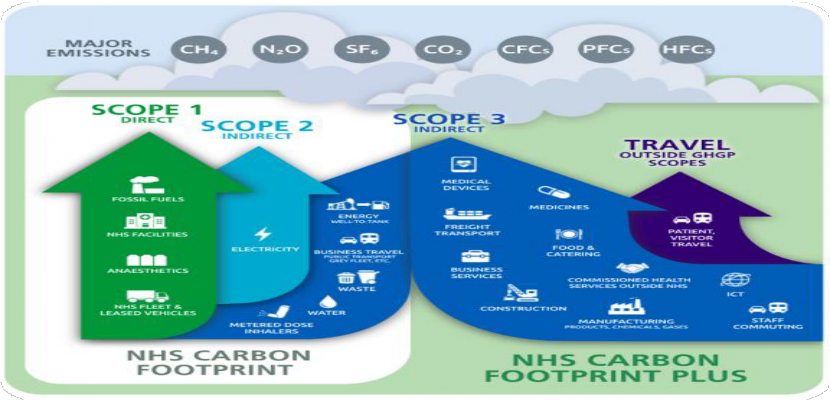 MAJOR
EMISSIONS
CH₄
N₂O
SF₆
CO₂
CFCs
PFCs
HFCs
SCOPE 1
DIRECT
FOSSIL FUELS
NHS FACILITIES
ANAESTHETICS
NHS FLEET &
LEASED VEHICLES
SCOPE 2
INDIRECT
ELECTRICITY
SCOPE 3
INDIRECT
ENERGY
WELL-TO-TANK
BUSINESS TRAVEL
PUBLIC TRANSPORT
GREY FLEET, ETC.
WASTE
WATER
METERED DOSE
INHALERS
MEDICAL
DEVICES
FREIGHT
TRANSPORT
BUSINESS
SERVICES
CONSTRUCTION
MEDICINES
FOOD &
CATERING
COMMISSIONED HEALTH
SERVICES OUTSIDE NHS
MANUFACTURING
PRODUCTS, CHEMICALS, GASES
ICT
STAFF
COMMUTING
TRAVEL
OUTSIDE GHGP
SCOPES
PATIENT,
VISITOR
TRAVEL
NHS CARBON
FOOTPRINT
NHS CARBON
FOOTPRINT PLUS